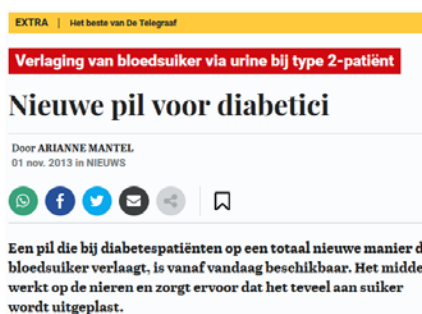 EXTRA | Het beste van De Telegraaf
Verlaging van bloedsuiker via urine bij type 2-patiënt
Nieuwe pil voor diabetici
Door ARIANNE MANTEL
01 nov. 2013 in NIEUWS
Een pil die bij diabetespatiënten op een totaal nieuwe manier d
bloedsuiker verlaagt, is vanaf vandaag beschikbaar. Het midde
werkt op de nieren en zorgt ervoor dat het teveel aan suiker
wordt uitgeplast.